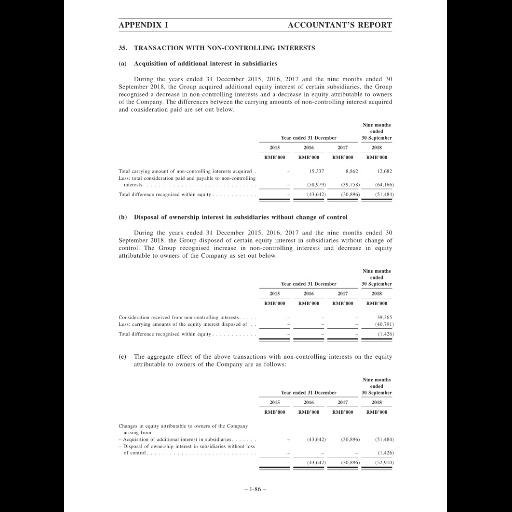 APPENDIX I ACCOUNTANT'S REPORT
35. TRANSACTION WITH NON-CONTROLLING INTERESTS
(a) Acquisition of additional interest in subsidiaries
During the years ended 31 December 2015, 2016, 2017 and the nine months ended 30
September 2018, the Group acquired additional equity interest of certain subsidiaries, the Group
recognised a decrease in non-controlling interests and a decrease in equity attributable to owners
of the Company. The differences between the carrying amounts of non-controlling interest acquired
and consideration paid are set out below.
Nine months
ended
Year ended 31 December 30 September
2015 2016 2017 2018
RMB'000 RMB'000 RMB'000 RMB'000
Total carrying amount of non-controlling interests acquired . – 15,337 8,862 12,682
Less: total consideration paid and payable to non-controlling
interests . . . . . . . . . . . . . . . . . . . . . . . . . . – (58,979) (39,758) (64,166)
Total difference recognised within equity . . . . . . . . . . . . – (43,642) (30,896) (51,484)
(b) Disposal of ownership interest in subsidiaries without change of control
During the years ended 31 December 2015, 2016, 2017 and the nine months ended 30
September 2018, the Group disposed of certain equity interest in subsidiaries without change of
control. The Group recognised increase in non-controlling interests and decrease in equity
attributable to owners of the Company as set out below.
Nine months
ended
Year ended 31 December 30 September
2015 2016 2017 2018
RMB'000 RMB'000 RMB'000 RMB'000
Consideration received from non-controlling interests. . . . . – – – 39,365
Less: carrying amounts of the equity interest disposed of . . – – – (40,791)
Total difference recognised within equity . . . . . . . . . . . . – – – (1,426)
(c) The aggregate effect of the above transactions with non-controlling interests on the equity
attributable to owners of the Company are as follows:
Nine months
ended
Year ended 31 December 30 September
2015 2016 2017 2018
RMB'000 RMB'000 RMB'000 RMB'000
Changes in equity attributable to owners of the Company
arising from
– Acquisition of additional interest in subsidiaries. . . . . . . – (43,642) (30,896) (51,484)
– Disposal of ownership interest in subsidiaries without loss
of control . . . . . . . . . . . . . . . . . . . . . . . . . . – – – (1,426)
– (43,642) (30,896) (52,910)
– I-86 –